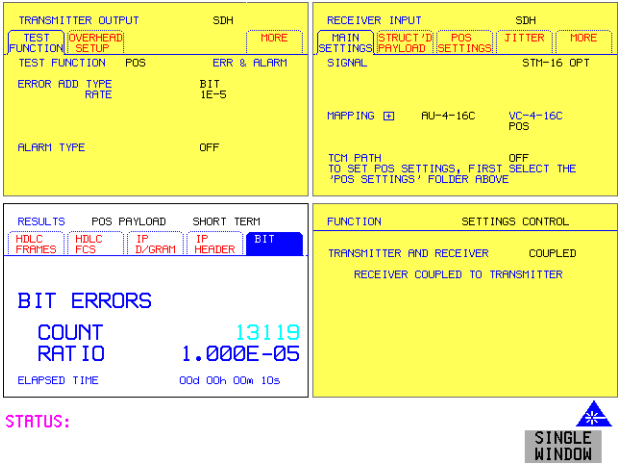 TRANSMITTER OUTPUT SDH
TEST FUNCTION OVERHEAD SETUP MORE
TEST FUNCTION POS ERR & ALARM
ERROR ADD TYPE BIT
RATE 1E-5
ALARM TYPE OFF
RECEIVER INPUT SDH
MAIN SETTINGS STRUCT'D PAYLOAD POS SETTINGS JITTER MORE
SIGNAL STM-16 OPT
MAPPING + AU-4-16C VC-4-16C
POS
TCM PATH OFF
TO SET POS SETTINGS, FIRST SELECT THE
'POS SETTINGS' FOLDER ABOVE
RESULTS POS PAYLOAD SHORT TERM
HDLC FRAMES HDLC FCS IP D/GRAM IP HEADER BIT
BIT ERRORS
COUNT 13119
RATIO 1.000E-05
ELAPSED TIME 00d 00h 00m 10s
FUNCTION SETTINGS CONTROL
TRANSMITTER AND RECEIVER COUPLED
RECEIVER COUPLED TO TRANSMITTER
STATUS:
SINGLE
WINDOW